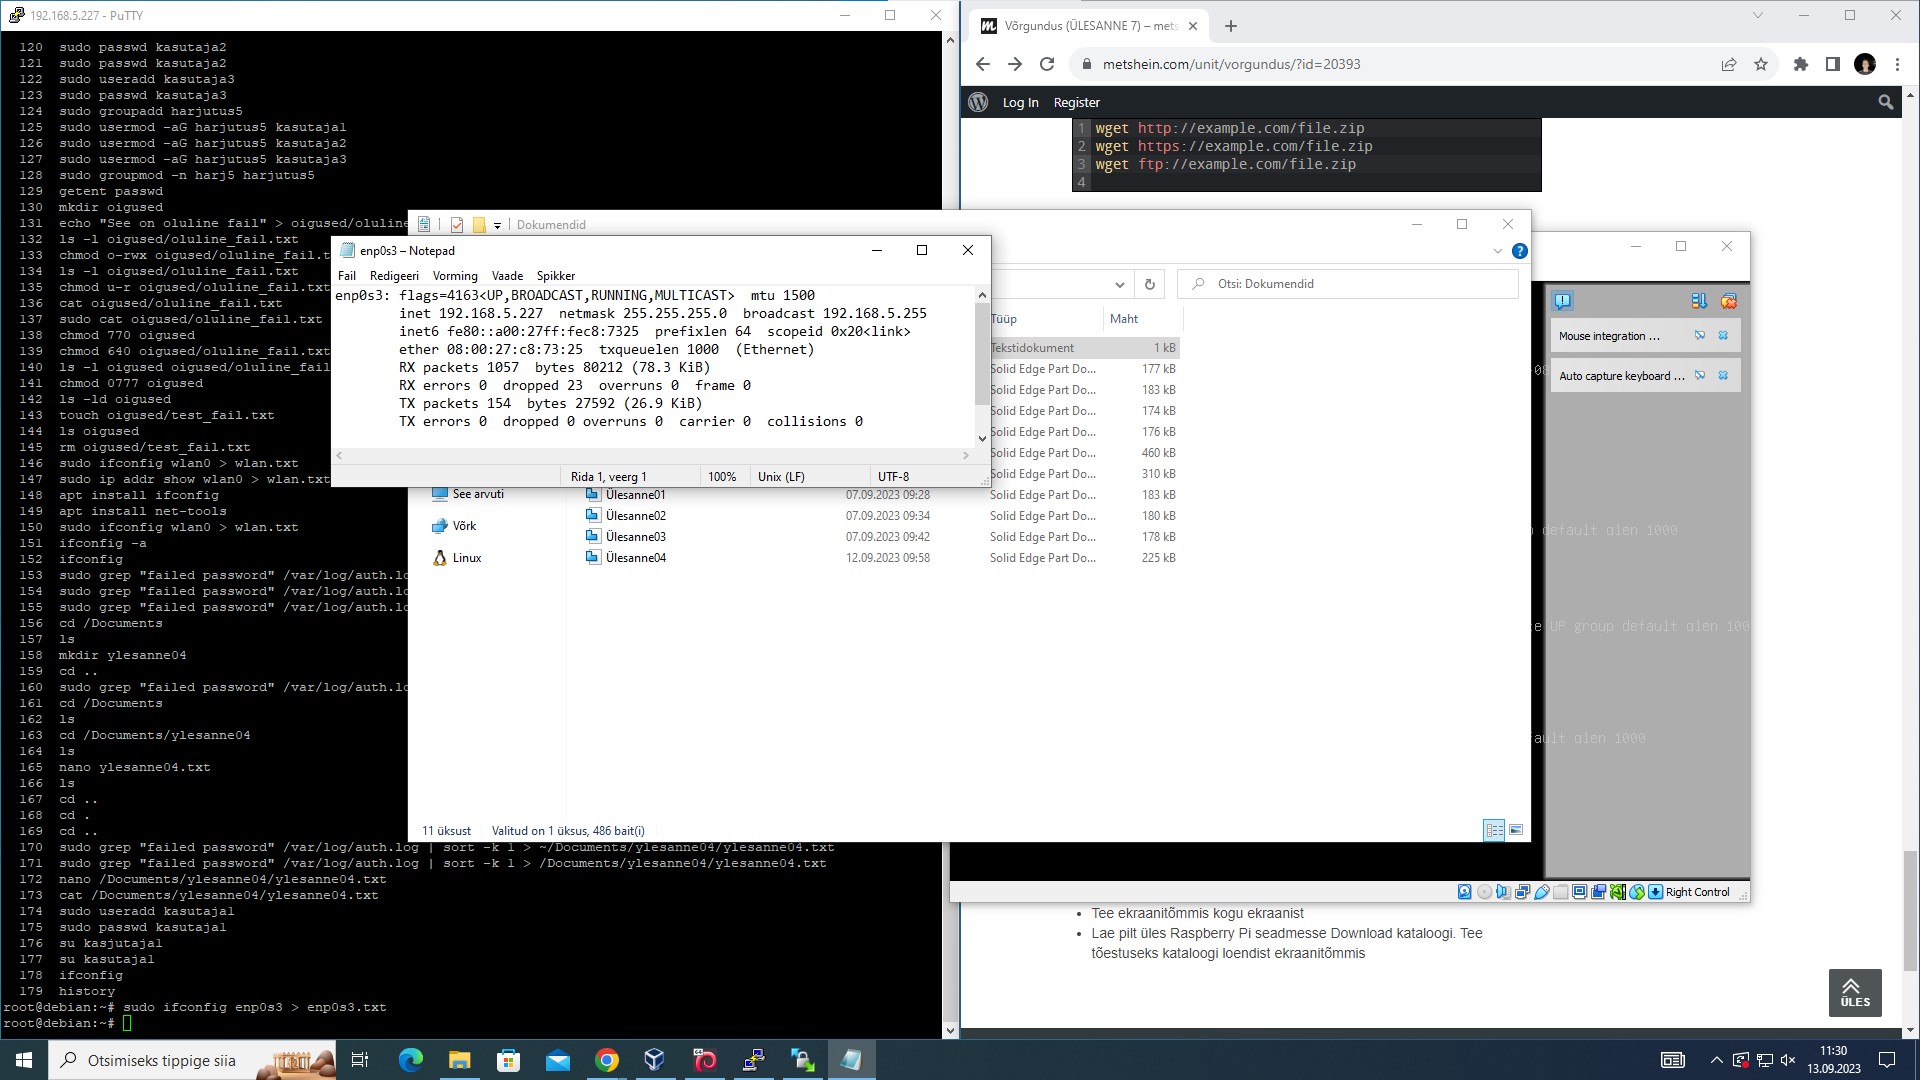 192.168.5.227 - PuTTY
120 sudo passwd kasutaja2
121 sudo passwd kasutaja2
122 sudo useradd kasutaja3
123 sudo passwd kasutaja3
124 sudo groupadd harjutus5
125 sudo usermod -aG harjutus5 kasutaja1
126 sudo usermod -aG harjutus5 kasutaja2
127 sudo usermod -aG harjutus5 kasutaja3
128 sudo groupmod -n harj5 harjutus5
129 getent passwd
130 mkdir oigused
131 echo "See on oluline fail" > oigused/oluline
132 ls -l oigused/oluline_fail.txt
133 chmod o-rwx oigused/oluline_fail.t
134 ls -l oigused/oluline_fail.txt
135 chmod u-r oigused/oluline_fail.txt
136 cat oigused/oluline_fail.txt
137 sudo cat oigused/oluline_fail.txt
138 chmod 770 oigused
139 chmod 640 oigused/oluline_fail.txt
140 ls -l oigused oigused/oluline_fail
141 chmod 0777 oigused
142 ls -ld oigused
143 touch oigused/test_fail.txt
144 ls oigused
145 rm oigused/test_fail.txt
146 sudo ifconfig wlan0 > wlan.txt
147 sudo ip addr show wlan0 > wlan.txt
148 apt install ifconfig
149 apt install net-tools
150 sudo ifconfig wlan0 > wlan.txt
151 ifconfig -a
152 ifconfig
153 sudo grep "failed password" /var/log/auth.lo
154 sudo grep "failed password" /var/log/auth.lo
155 sudo grep "failed password" /var/log/auth.lo
156 cd /Documents
157 ls
158 mkdir ylesanne04
159 cd ..
160 sudo grep "failed password" /var/log/auth.lo
161 cd /Documents
162 ls
163 cd /Documents/ylesanne04
164 ls
165 nano ylesanne04.txt
166 ls
167 cd ..
168 cd .
169 cd ..
170 sudo grep "failed password" /var/log/auth.log | sort -k 1 > ~/Documents/ylesanne04/ylesanne04.txt
171 sudo grep "failed password" /var/log/auth.log | sort -k 1 > /Documents/ylesanne04/ylesanne04.txt
172 nano /Documents/ylesanne04/ylesanne04.txt
173 cat /Documents/ylesanne04/ylesanne04.txt
174 sudo useradd kasutaja1
175 sudo passwd kasutaja1
176 su kasjutaja1
177 su kasutaja1
178 ifconfig
179 history
root@debian:~# sudo ifconfig enp0s3 > enp0s3.txt
root@debian:~#
Võrgundus (ÜLESANNE 7) – mets
metshein.com/unit/vorgundus/?id=20393
Log In Register
1 wget http://example.com/file.zip
2 wget https://example.com/file.zip
3 wget ftp://example.com/file.zip
4
Dokumendid
Otsi: Dokumendid
Tüüp Maht
Tekstidokument 1 kB
Solid Edge Part Do... 177 kB
Solid Edge Part Do... 183 kB
Solid Edge Part Do... 174 kB
Solid Edge Part Do... 176 kB
Solid Edge Part Do... 460 kB
Solid Edge Part Do... 310 kB
See arvuti
Võrk
Linux
Ülesanne01 07.09.2023 09:28 Solid Edge Part Do... 183 kB
Ülesanne02 07.09.2023 09:34 Solid Edge Part Do... 180 kB
Ülesanne03 07.09.2023 09:42 Solid Edge Part Do... 178 kB
Ülesanne04 12.09.2023 09:58 Solid Edge Part Do... 225 kB
11 üksust Valitud on 1 üksus, 486 bait(i)
enp0s3 – Notepad
Fail Redigeeri Vorming Vaade Spikker
enp0s3: flags=4163<UP,BROADCAST,RUNNING,MULTICAST> mtu 1500
inet 192.168.5.227 netmask 255.255.255.0 broadcast 192.168.5.255
inet6 fe80::a00:27ff:fec8:7325 prefixlen 64 scopeid 0x20<link>
ether 08:00:27:c8:73:25 txqueuelen 1000 (Ethernet)
RX packets 1057 bytes 80212 (78.3 KiB)
RX errors 0 dropped 23 overruns 0 frame 0
TX packets 154 bytes 27592 (26.9 KiB)
TX errors 0 dropped 0 overruns 0 carrier 0 collisions 0
Rida 1, veerg 1 100% Unix (LF) UTF-8
Mouse integration ...
Auto capture keyboard ...
-08
p default qlen 1000
te UP group default qlen 100
ault qlen 1000
Right Control
Tee ekraanitõmmis kogu ekraanist
Lae pilt üles Raspberry Pi seadmesse Download kataloogi. Tee
tõestuseks kataloogi loendist ekraanitõmmis
ÜLES
Otsimiseks tippige siia
11:30
13.09.2023